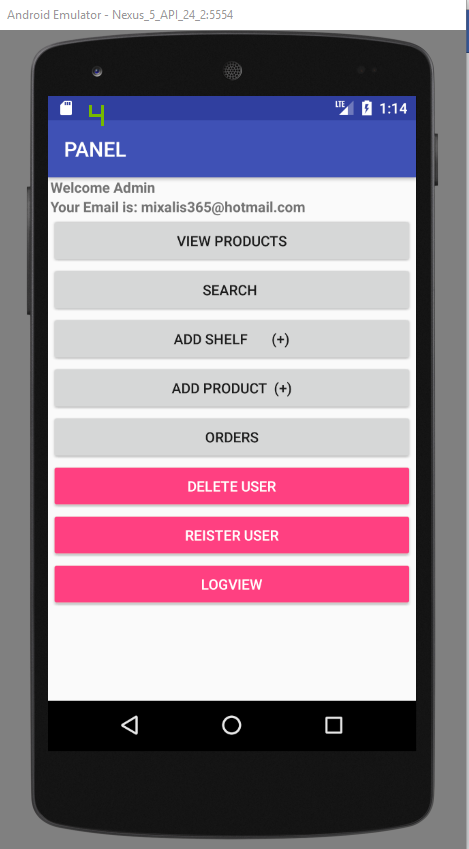 Android Emulator - Nexus_5_API_24_2:5554
4
LTE
1:14
PANEL
Welcome Admin
Your Email is: mixalis365@hotmail.com
VIEW PRODUCTS
SEARCH
ADD SHELF (+)
ADD PRODUCT (+)
ORDERS
DELETE USER
REISTER USER
LOGVIEW